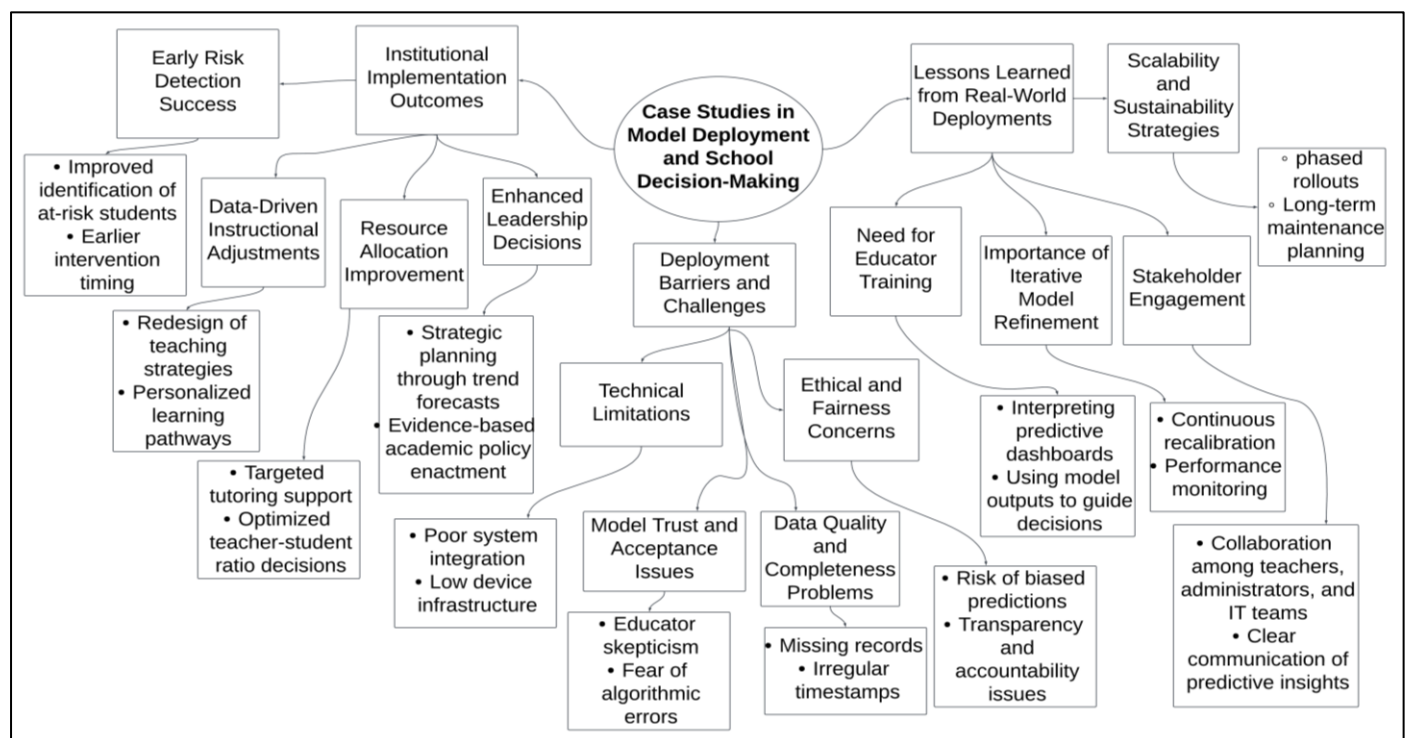 Case Studies in
Model Deployment
and School
Decision-Making
Institutional
Implementation
Outcomes
Early Risk
Detection
Success
• Improved
identification of
at-risk students
• Earlier
intervention
timing
Data-Driven
Instructional
Adjustments
• Redesign of
teaching
strategies
• Personalized
learning
pathways
Resource
Allocation
Improvement
• Targeted
tutoring support
• Optimized
teacher-student
ratio decisions
Enhanced
Leadership
Decisions
• Strategic
planning
through trend
forecasts
• Evidence-based
academic policy
enactment
Deployment
Barriers and
Challenges
Technical
Limitations
• Poor system
integration
• Low device
infrastructure
Model Trust and
Acceptance
Issues
• Educator
skepticism
• Fear of
algorithmic
errors
Data Quality
and
Completeness
Problems
• Missing records
• Irregular
timestamps
Ethical and
Fairness
Concerns
• Risk of biased
predictions
• Transparency
and
accountability
issues
Lessons Learned
from Real-World
Deployments
Need for
Educator
Training
• Interpreting
predictive
dashboards
• Using model
outputs to guide
decisions
Importance of
Iterative
Model
Refinement
• Continuous
recalibration
• Performance
monitoring
Stakeholder
Engagement
• Collaboration
among teachers,
administrators, and
IT teams
• Clear
communication of
predictive insights
Scalability
and
Sustainability
Strategies
◦ phased
rollouts
◦ Long-term
maintenance
planning